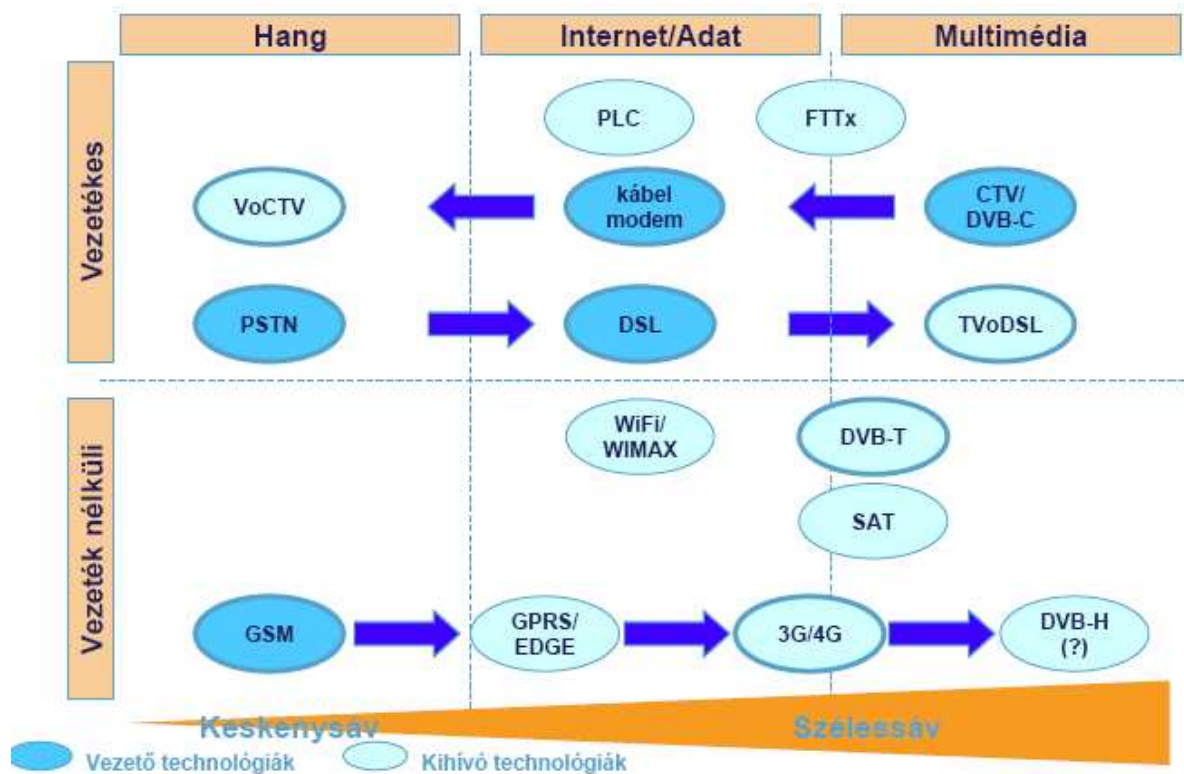 Hang
Internet/Adat
Multimédia
Vezetékes
PLC
FTTx
VoCTV
kábel
modem
CTV/
DVB-C
PSTN
DSL
TVoDSL
Vezeték nélküli
WiFi/
WIMAX
DVB-T
SAT
GSM
GPRS/
EDGE
3G/4G
DVB-H
(?)
Keskenysáv
Szélessáv
Vezető technológiák
Kihívó technológiák